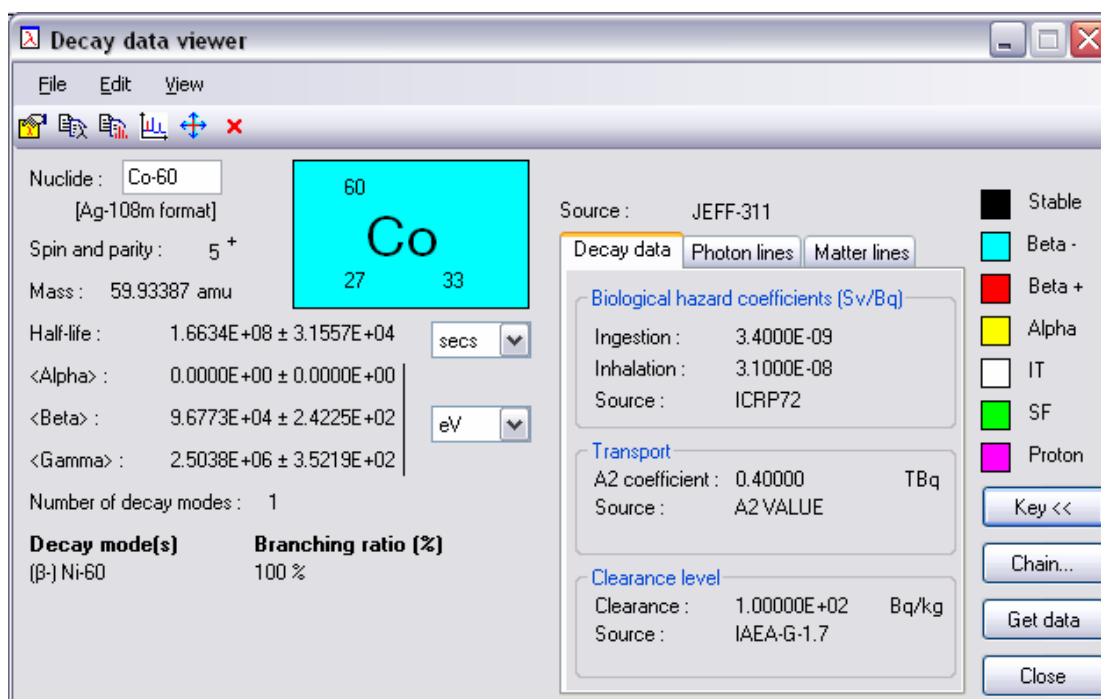 Decay data viewer
File Edit View
Nuclide : Co-60
[Ag-108m format]
Spin and parity : 5 +
Mass : 59.93387 amu
Half-life : 1.6634E+08 ± 3.1557E+04 secs
<Alpha> : 0.0000E+00 ± 0.0000E+00
<Beta> : 9.6773E+04 ± 2.4225E+02 eV
<Gamma> : 2.5038E+06 ± 3.5219E+02
Number of decay modes : 1
Decay mode(s) Branching ratio (%)
(β-) Ni-60 100 %
60
Co
27 33
Source : JEFF-311
Decay data Photon lines Matter lines
Biological hazard coefficients (Sv/Bq)
Ingestion : 3.4000E-09
Inhalation : 3.1000E-08
Source : ICRP72
Transport
A2 coefficient : 0.40000 TBq
Source : A2 VALUE
Clearance level
Clearance : 1.00000E+02 Bq/kg
Source : IAEA-G-1.7
Stable
Beta -
Beta +
Alpha
IT
SF
Proton
Key <<
Chain...
Get data
Close